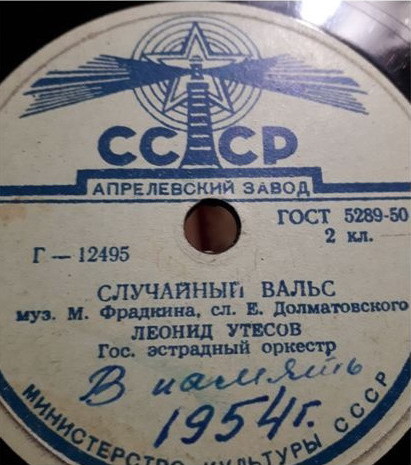 СССР
АПРЕЛЕВСКИЙ ЗАВОД
ГОСТ 5289-50
2 кл.
Г — 12495
СЛУЧАЙНЫЙ ВАЛЬС
муз. М. Фрадкина, сл. Е. Долматовского
ЛЕОНИД УТЕСОВ
Гос. эстрадный оркестр
В память
1954 г.
МИНИСТЕРСТВО КУЛЬТУРЫ СССР